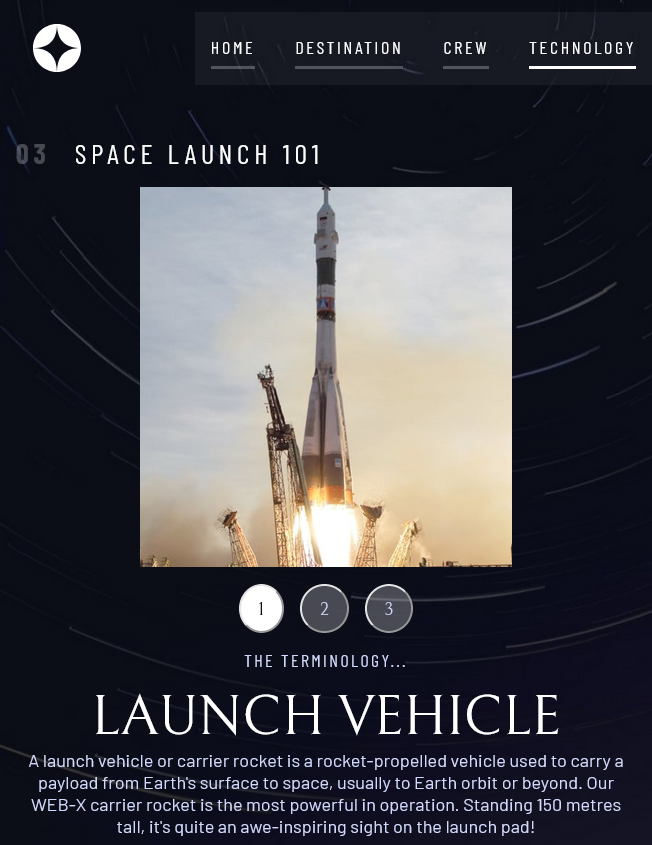 HOME DESTINATION CREW TECHNOLOGY
03 SPACE LAUNCH 101
1 2 3
THE TERMINOLOGY...
LAUNCH VEHICLE
A launch vehicle or carrier rocket is a rocket-propelled vehicle used to carry a
payload from Earth's surface to space, usually to Earth orbit or beyond. Our
WEB-X carrier rocket is the most powerful in operation. Standing 150 metres
tall, it's quite an awe-inspiring sight on the launch pad!